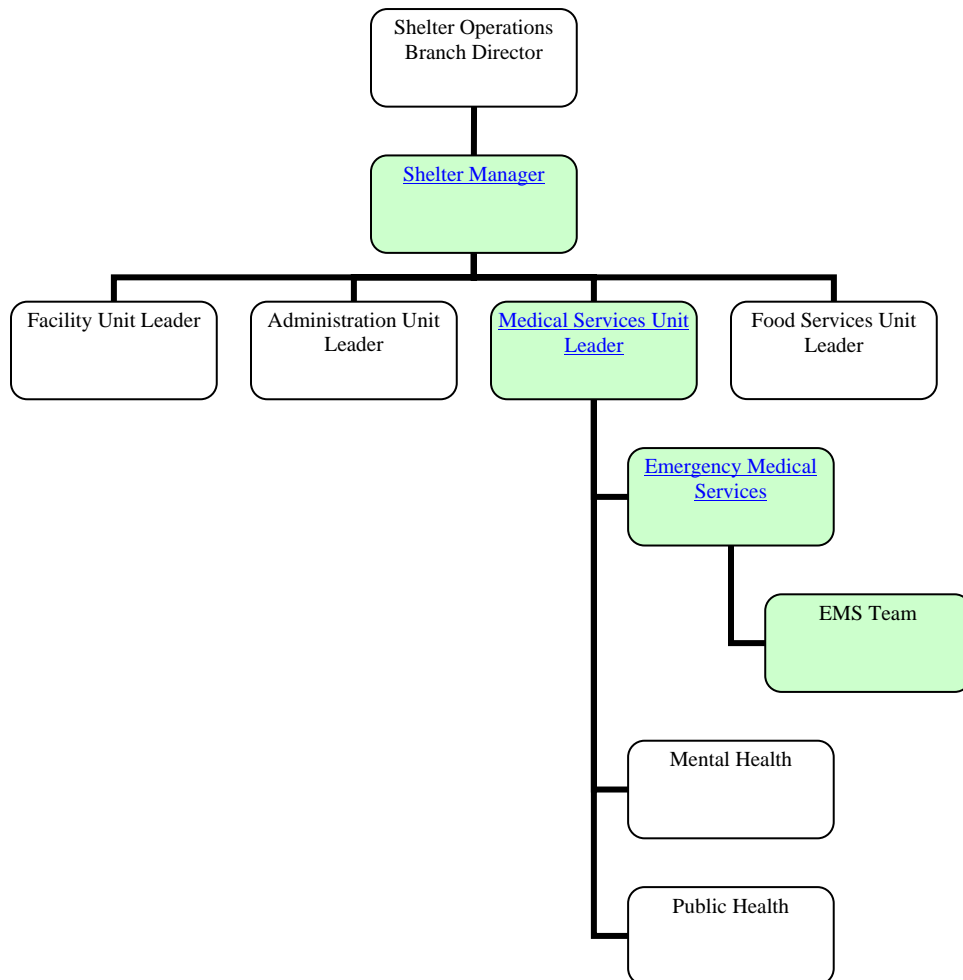 Shelter Operations
Branch Director
Shelter Manager
Facility Unit Leader
Administration Unit
Leader
Medical Services Unit
Leader
Food Services Unit
Leader
Emergency Medical
Services
EMS Team
Mental Health
Public Health